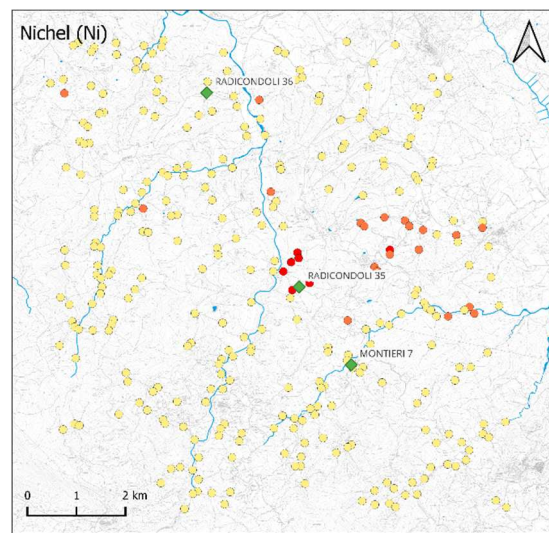 Nichel (Ni)
RADICONDOLI 36
RADICONDOLI 35
MONTIERI 7
0 1 2 km